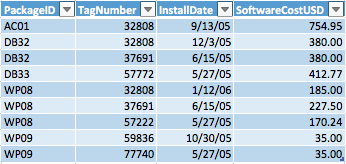 PackageID TagNumber InstallDate SoftwareCostUSD
AC01 32808 9/13/05 754.95
DB32 32808 12/3/05 380.00
DB32 37691 6/15/05 380.00
DB33 57772 5/27/05 412.77
WP08 32808 1/12/06 185.00
WP08 37691 6/15/05 227.50
WP08 57222 5/27/05 170.24
WP09 59836 10/30/05 35.00
WP09 77740 5/27/05 35.00